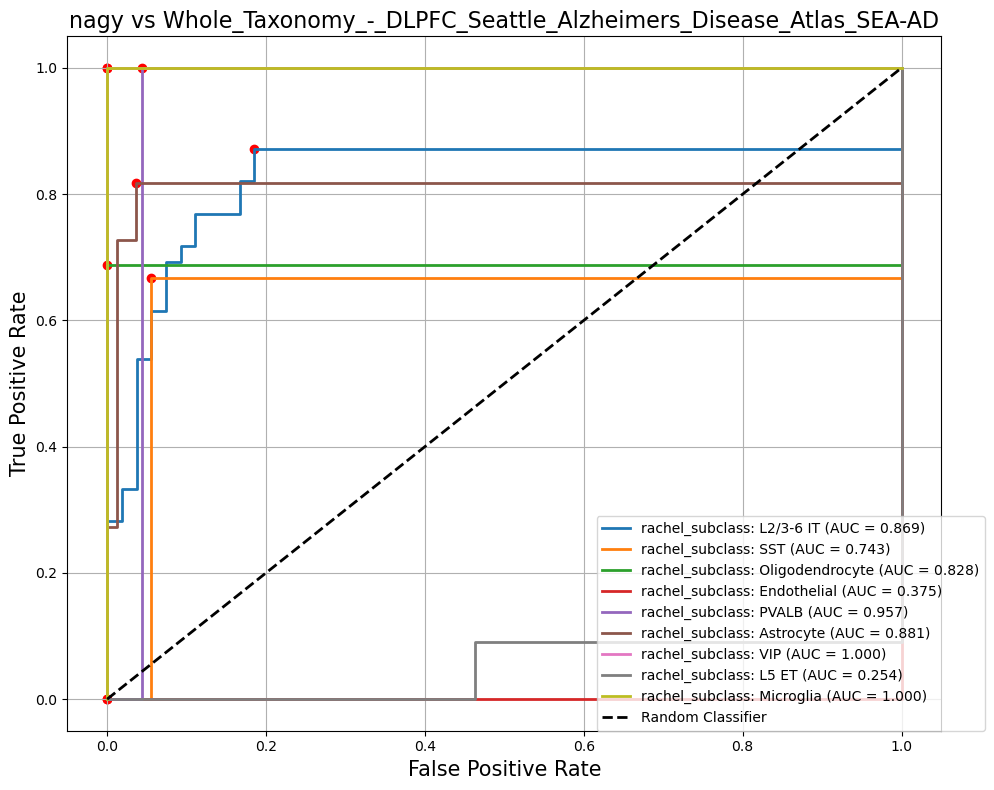 nagy vs Whole_Taxonomy_-_DLPFC_Seattle_Alzheimers_Disease_Atlas_SEA-AD
True Positive Rate
1.0
0.8
0.6
0.4
0.2
0.0
rachel_subclass: L2/3-6 IT (AUC = 0.869)
rachel_subclass: SST (AUC = 0.743)
rachel_subclass: Oligodendrocyte (AUC = 0.828)
rachel_subclass: Endothelial (AUC = 0.375)
rachel_subclass: PVALB (AUC = 0.957)
rachel_subclass: Astrocyte (AUC = 0.881)
rachel_subclass: VIP (AUC = 1.000)
rachel_subclass: L5 ET (AUC = 0.254)
rachel_subclass: Microglia (AUC = 1.000)
Random Classifier
0.0 0.2 0.4 0.6 0.8 1.0
False Positive Rate